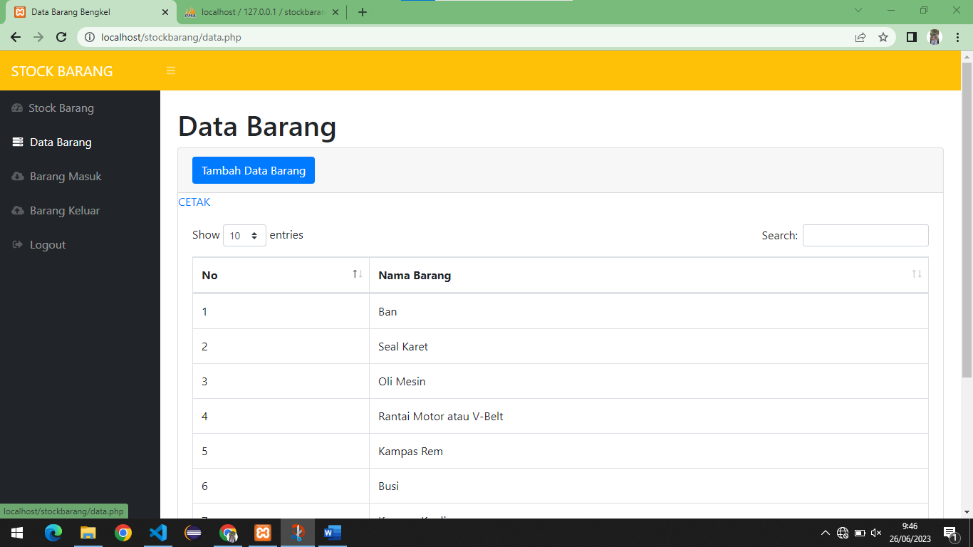 Data Barang Bengkel
localhost / 127.0.0.1 / stockbaran
localhost/stockbarang/data.php
STOCK BARANG
Stock Barang
Data Barang
Barang Masuk
Barang Keluar
Logout
Data Barang
Tambah Data Barang
CETAK
Show 10 entries
Search:
No Nama Barang
1 Ban
2 Seal Karet
3 Oli Mesin
4 Rantai Motor atau V-Belt
5 Kampas Rem
6 Busi
localhost/stockbarang/data.php
9:46
26/06/2023
1